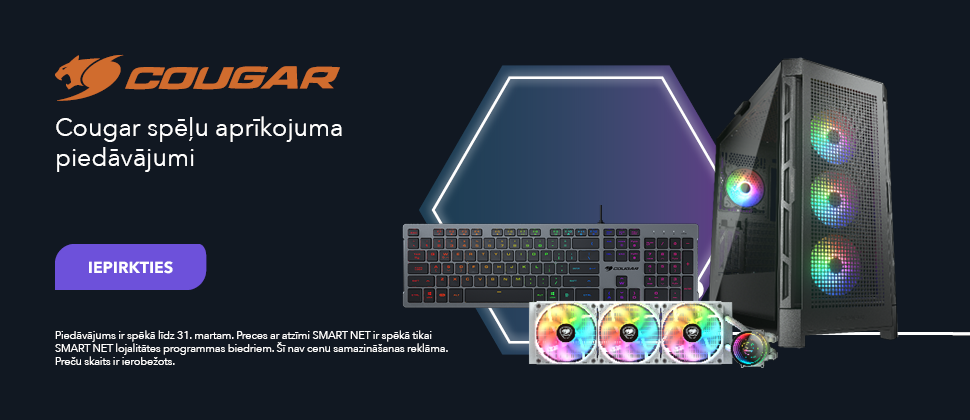 COUGAR
Cougar spēļu aprīkojuma
piedāvājumi
IEPIRKTIES
Piedāvājums ir spēkā līdz 31. martam. Preces ar atzīmi SMART NET ir spēkā tikai
SMART NET lojalitātes programmas biedriem. Šī nav cenu samazināšanas reklāma.
Preču skaits ir ierobežots.
COUGAR